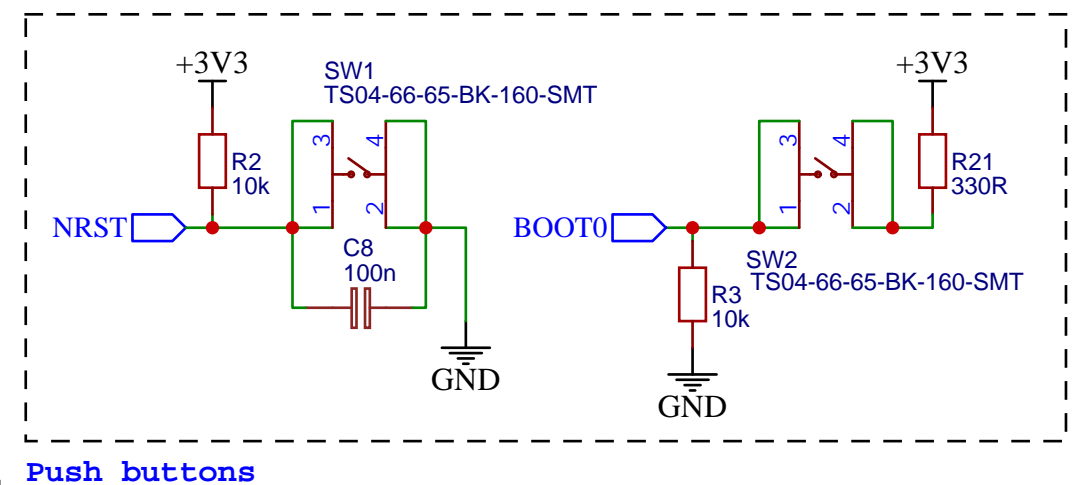 +3V3
SW1
TS04-66-65-BK-160-SMT
+3V3
3
4
R2
10k
1
2
NRST
C8
100n
GND
3
4
R21
330R
1
2
BOOT0
SW2
TS04-66-65-BK-160-SMT
R3
10k
GND
Push buttons